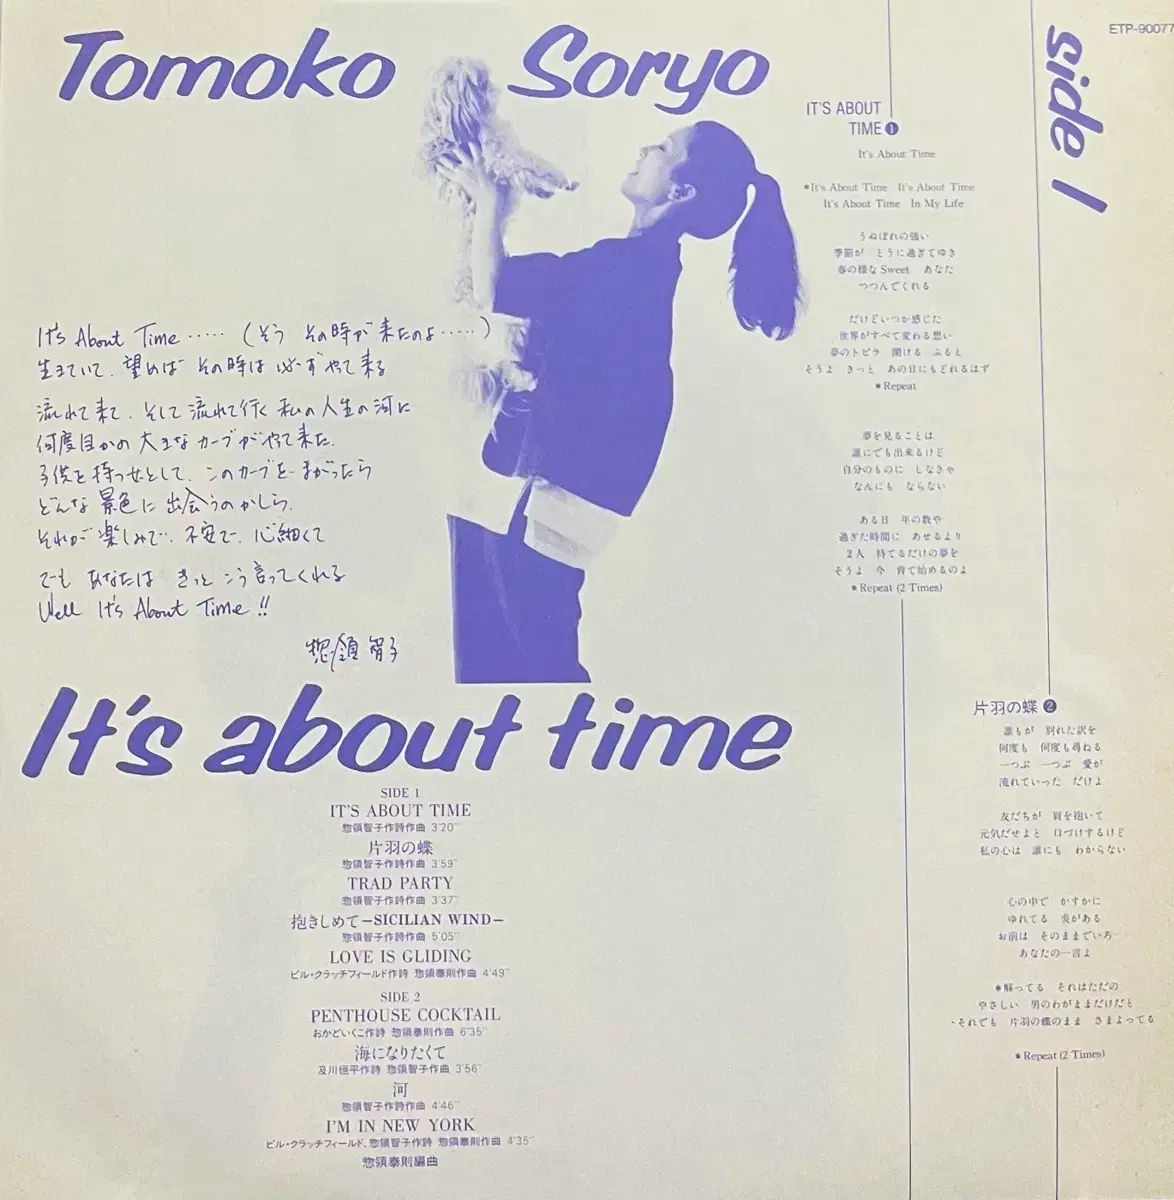 Tomoko Soryo
It's About Time..... (そう その時が来たのよ.....)
生きていて、望めば その時は 必ずやって来る
流れて来て、そして 流れて行く 私の人生の河に
何度目かの 大きなカーブがやって来た。
子供を持つ女として、このカーブをまがったら
どんな景色に出会うのかしら。
それが楽しみで、不安で、心細くて
でも あなたは きっと こう言ってくれる
Well It's About Time!!
惣領智子
It's about time
SIDE 1
IT'S ABOUT TIME
惣領智子作詩作曲 3'20"
片羽の蝶
惣領智子作詩作曲 3'59"
TRAD PARTY
惣領智子作詩作曲 3'37"
抱きしめて−SICILIAN WIND−
惣領智子作詩作曲 5'05"
LOVE IS GLIDING
ビル・クラッチフィールド作詩 惣領泰則作曲 4'49"
SIDE 2
PENTHOUSE COCKTAIL
おかどいくこ作詩 惣領泰則作曲 6'35"
海になりたくて
及川恒平作詩 惣領智子作曲 3'56"
河
惣領智子作詩作曲 4'46"
I'M IN NEW YORK
ビル・クラッチフィールド、惣領智子作詩 惣領泰則作曲 4'35"
惣領泰則編曲
ETP-90077
side 1
IT'S ABOUT
TIME❶
It's About Time
*It's About Time It's About Time
It's About Time In My Life
うぬぼれの強い
季節が とうに過ぎてゆき
春の様なSweet あなた
つつんでくれる
だけどいつか感じた
世界がすべて変わる想い
夢のトビラ 開ける ふるえ
そうよ きっと あの日にもどれるはず
*Repeat
夢を見ることは
誰にでも出来るけど
自分のものに しなきゃ
なんにも ならない
ある日 年の数や
過ぎた時間に あせるより
2人 持てるだけの夢を
そうよ 今 育て始めるのよ
*Repeat (2 Times)
片羽の蝶❷
誰もが 別れた訳を
何度も 何度も尋ねる
一つぶ 一つぶ 愛が
流れていった だけよ
友だちが 肩を抱いて
元気だせよと 口づけするけど
私の心は 誰にも わからない
心の中で かすかに
ゆれてる 炎がある
お前は そのままでいろ
あなたの一言よ
*解ってる それはただの
やさしい 男のわがままだけだと
それでも 片羽の蝶のまま さまよってる
*Repeat (2 Times)